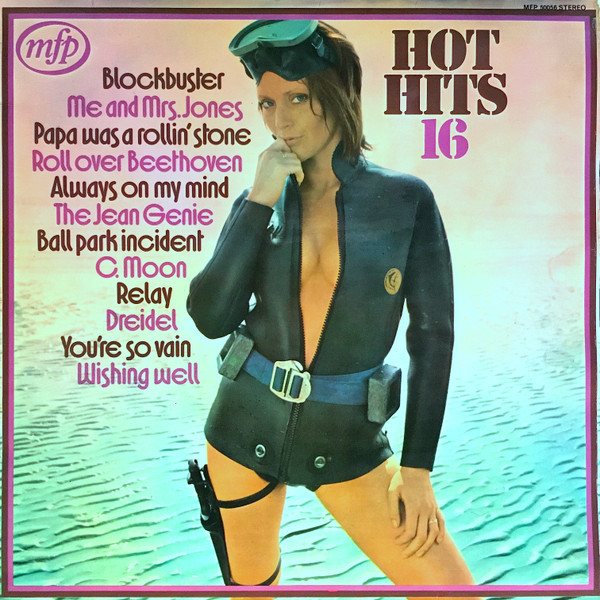 MFP 50056 STEREO
mfp
HOT
HITS
16
Blockbuster
Me and Mrs. Jones
Papa was a rollin' stone
Roll over Beethoven
Always on my mind
The Jean Genie
Ball park incident
C. Moon
Relay
Dreidel
You're so vain
Wishing well